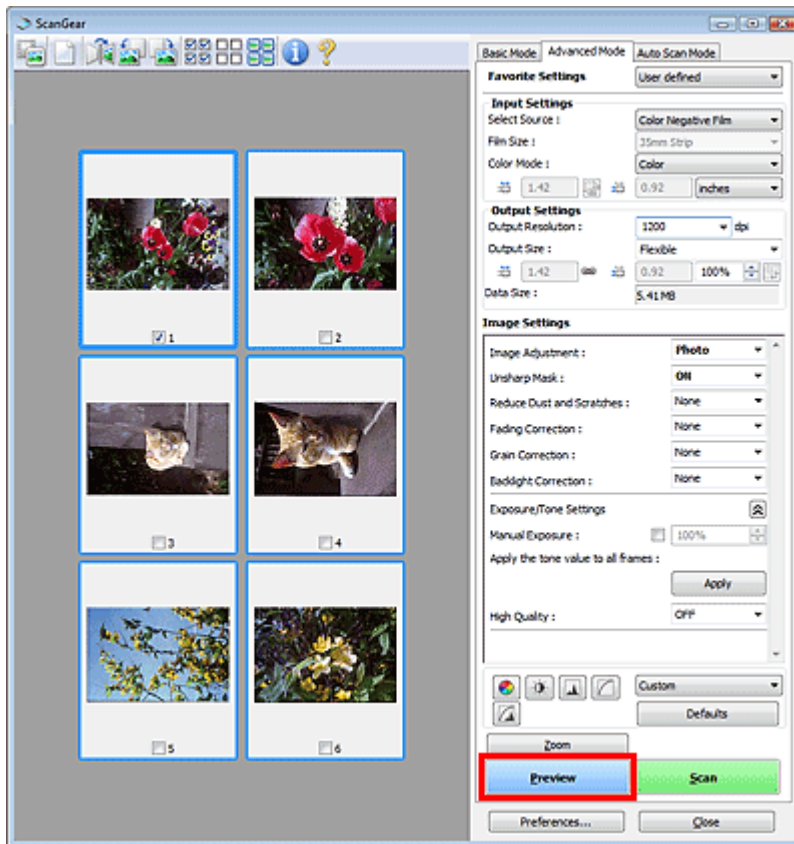 ScanGear
Basic Mode Advanced Mode Auto Scan Mode
Favorite Settings User defined
Input Settings
Select Source : Color Negative Film
Film Size : 35mm Strip
Color Mode : Color
1.42 0.92 inches
Output Settings
Output Resolution : 1200 dpi
Output Size : Flexible
1.42 0.92 100%
Data Size : 5.41 MB
Image Settings
Image Adjustment : Photo
Unsharp Mask : ON
Reduce Dust and Scratches : None
Fading Correction : None
Grain Correction : None
Backlight Correction : None
Exposure/Tone Settings
Manual Exposure : 100%
Apply the tone value to all frames :
Apply
High Quality : OFF
Custom
Defaults
Zoom
Preview Scan
Preferences... Close
1 2
3 4
5 6